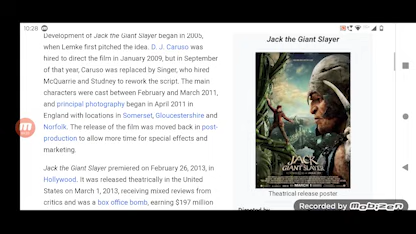 10:28
Development of Jack the Giant Slayer began in 2005,
when Lemke first pitched the idea. D. J. Caruso was
hired to direct the film in January 2009, but in September
of that year, Caruso was replaced by Singer, who hired
McQuarrie and Studney to rework the script. The main
characters were cast between February and March 2011,
and principal photography began in April 2011 in
England with locations in Somerset, Gloucestershire and
Norfolk. The release of the film was moved back in post-
production to allow more time for special effects and
marketing.
Jack the Giant Slayer premiered on February 26, 2013, in
Hollywood. It was released theatrically in the United
States on March 1, 2013, receiving mixed reviews from
critics and was a box office bomb, earning $197 million
Jack the Giant Slayer
JACK
THE
GIANT SLAYER
MARCH 1
Theatrical release poster
Directed by
Recorded by
MOBIZEN